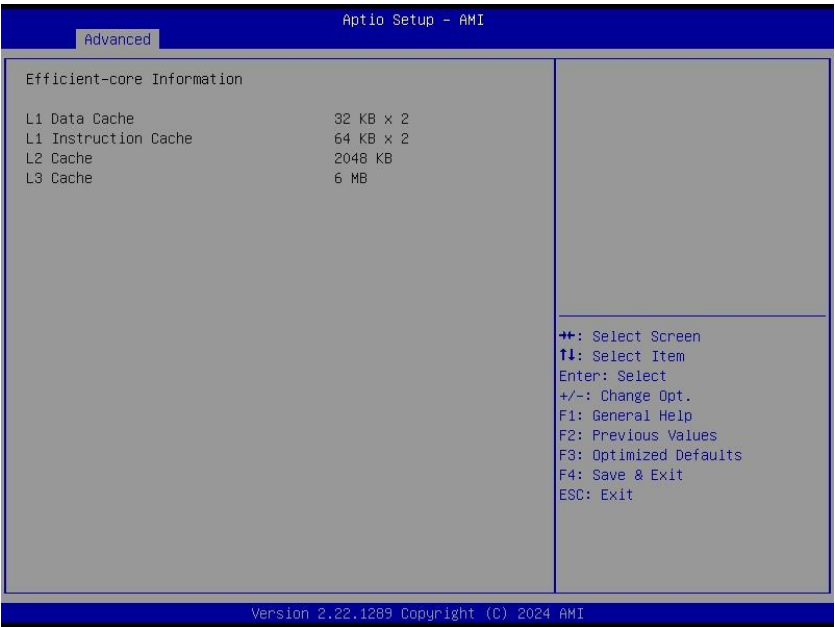 Aptio Setup – AMI
Advanced
Efficient-core Information
L1 Data Cache 32 KB x 2
L1 Instruction Cache 64 KB x 2
L2 Cache 2048 KB
L3 Cache 6 MB
→←: Select Screen
↑↓: Select Item
Enter: Select
+/-: Change Opt.
F1: General Help
F2: Previous Values
F3: Optimized Defaults
F4: Save & Exit
ESC: Exit
Version 2.22.1289 Copyright (C) 2024 AMI